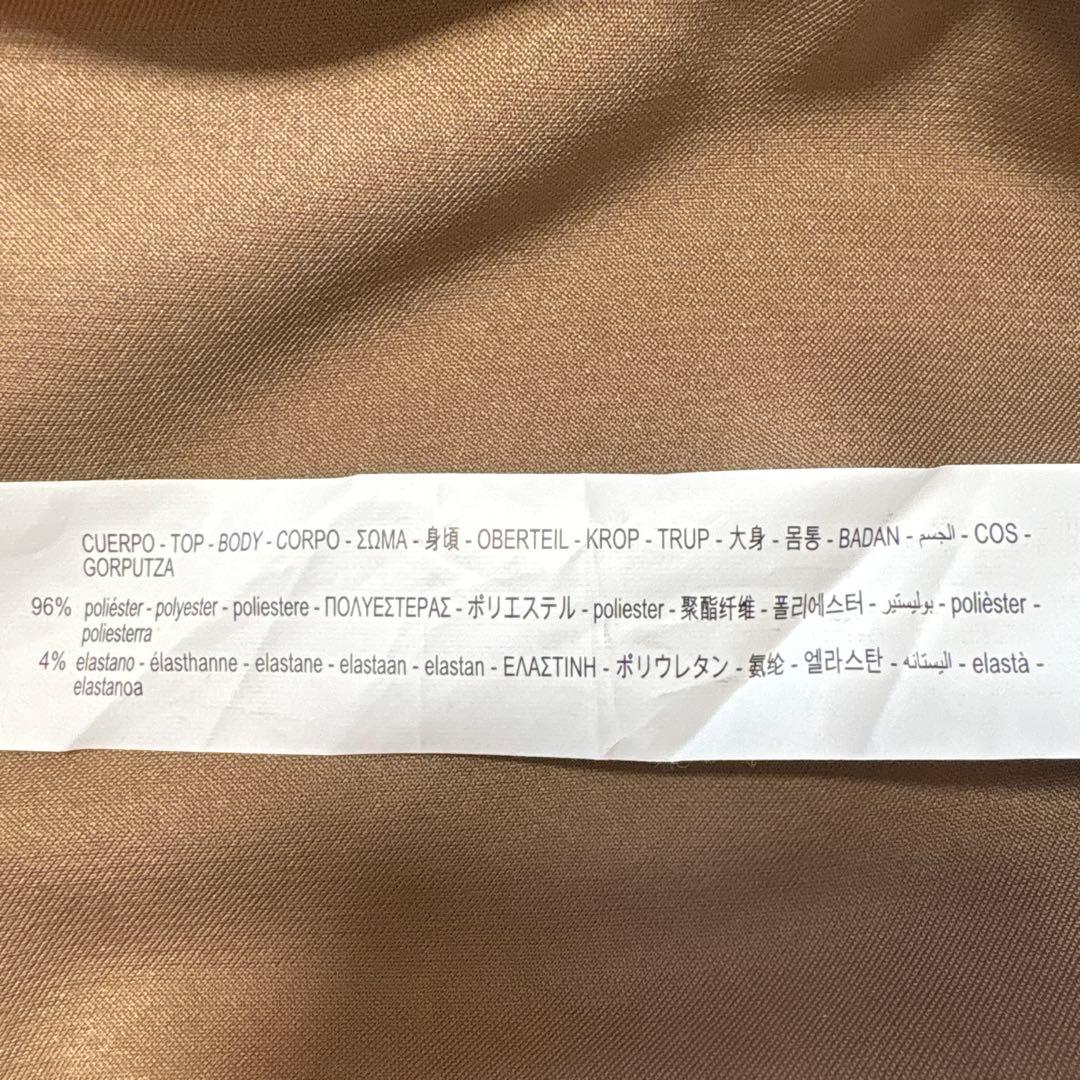 CUERPO - TOP - BODY - CORPO - ΣΩΜΑ - 身頃 - OBERTEIL - KROP - TRUP - 大身 - 몸통 - BADAN - الجسم - COS -
GORPUTZA
96% poliéster - polyester - poliestere - ΠΟΛΥΕΣΤΕΡΑΣ - ポリエステル - poliester - 聚酯纤维 - 폴리에스터 - بوليستير - polièster -
poliesterra
4% elastano - élasthanne - elastane - elastaan - elastan - ΕΛΑΣΤΙΝΗ - ポリウレタン - 氨纶 - 엘라스탄 - اليستانه - elastà -
elastanoa